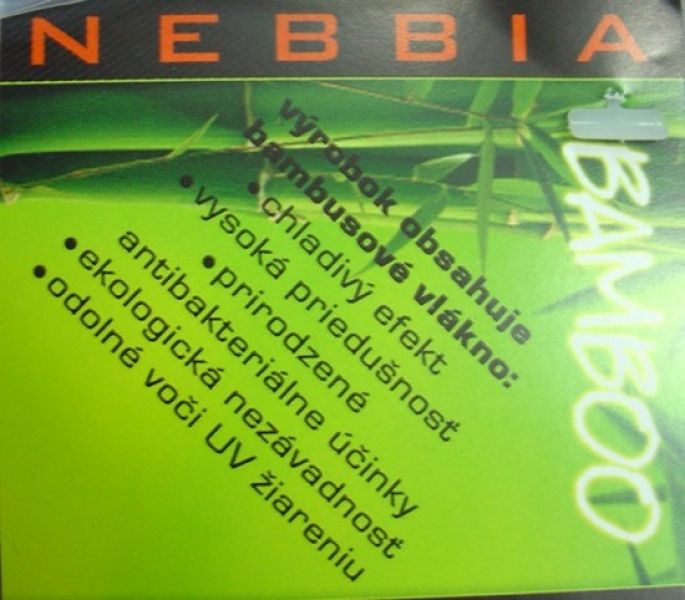 NEBBIA
BAMBOO
výrobok obsahuje
bambusové vlákno:
• chladivý efekt
• vysoká priedušnosť
• prirodzené
antibakteriálne účinky
• ekologická nezávadnosť
• odolné voči UV žiareniu